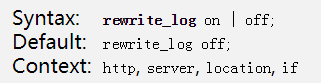 Syntax: rewrite_log on | off;
Default: rewrite_log off;
Context: http, server, location, if